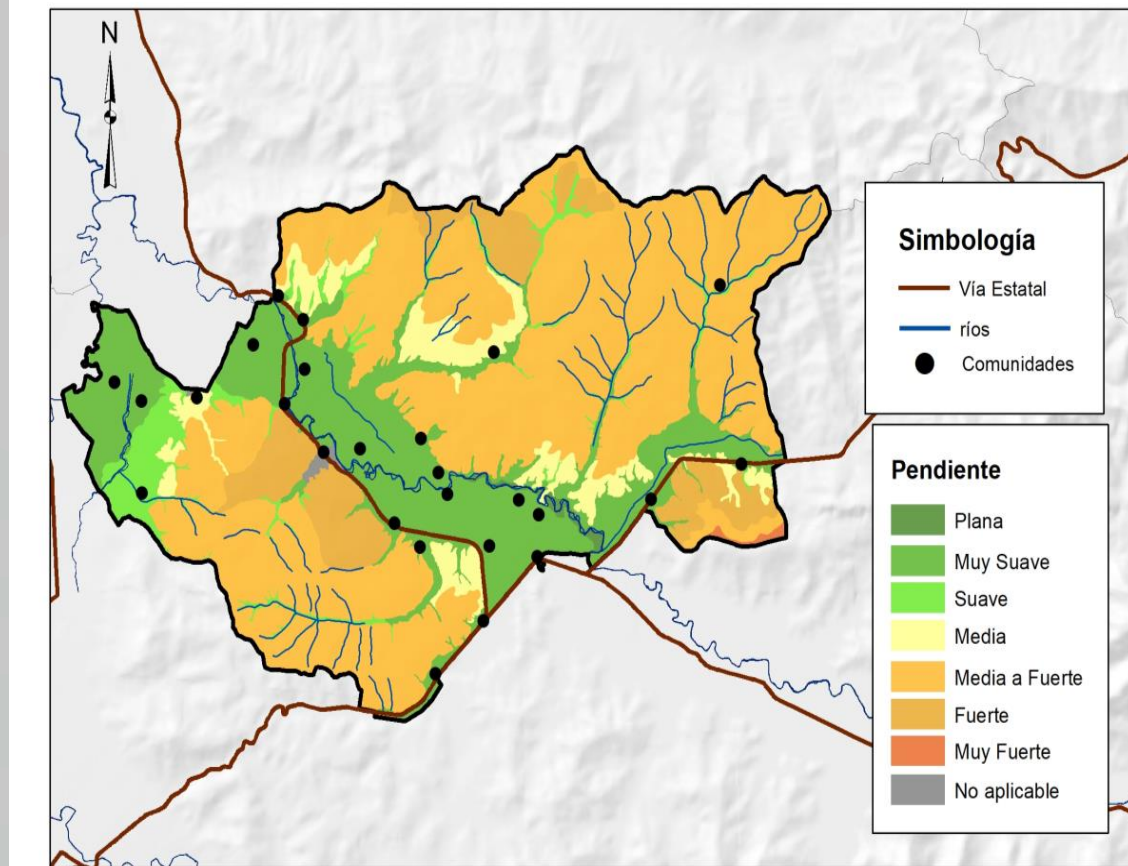 N
Simbología
Vía Estatal
ríos
Comunidades
Pendiente
Plana
Muy Suave
Suave
Media
Media a Fuerte
Fuerte
Muy Fuerte
No aplicable